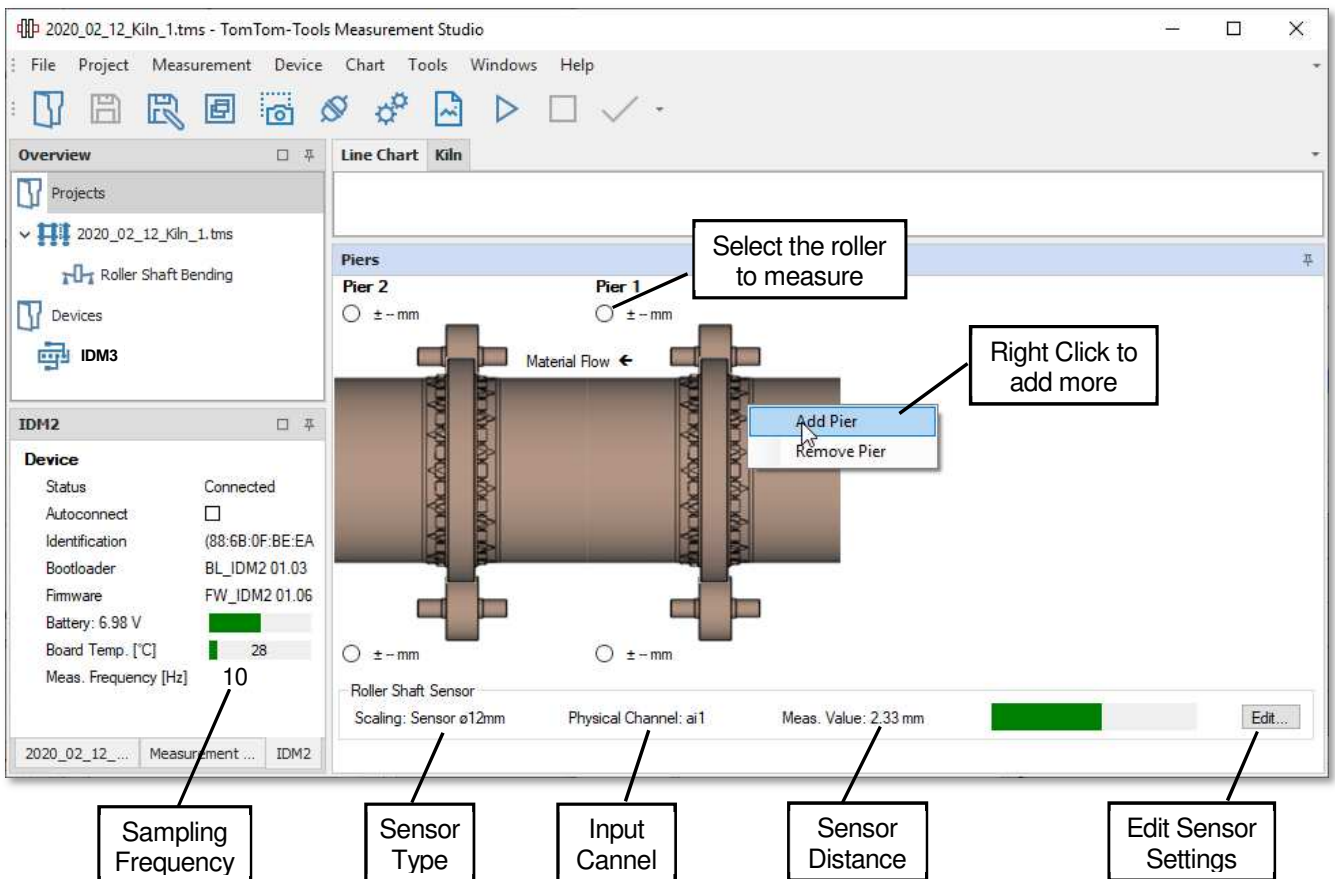 2020_02_12_Kiln_1.tms - TomTom-Tools Measurement Studio
File Project Measurement Device Chart Tools Windows Help
Overview
Projects
2020_02_12_Kiln_1.tms
Roller Shaft Bending
Devices
IDM3
IDM2
Device
Status Connected
Autoconnect
Identification (88:6B:0F:BE:EA
Bootloader BL_IDM2 01.03
Firmware FW_IDM2 01.06
Battery: 6.98 V
Board Temp. [°C] 28
Meas. Frequency [Hz] 10
2020_02_12_... Measurement ... IDM2
Line Chart Kiln
Piers
Pier 2 Pier 1
± -- mm ± -- mm
Material Flow ←
Select the roller
to measure
Right Click to
add more
Add Pier
Remove Pier
± -- mm ± -- mm
Roller Shaft Sensor
Scaling: Sensor ø12mm Physical Channel: ai1 Meas. Value: 2.33 mm Edit...
Sampling
Frequency
Sensor
Type
Input
Cannel
Sensor
Distance
Edit Sensor
Settings